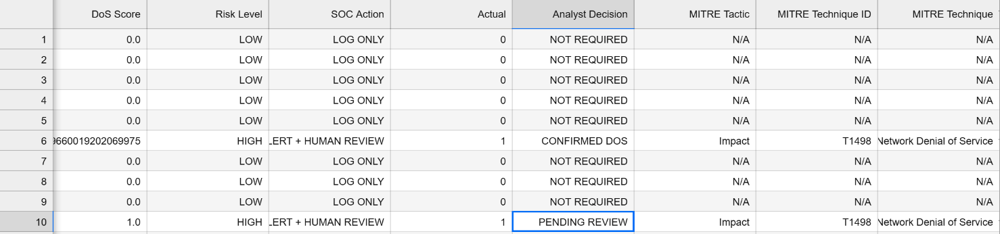 DoS Score Risk Level SOC Action Actual Analyst Decision MITRE Tactic MITRE Technique ID MITRE Technique
1 0.0 LOW LOG ONLY 0 NOT REQUIRED N/A N/A N/A
2 0.0 LOW LOG ONLY 0 NOT REQUIRED N/A N/A N/A
3 0.0 LOW LOG ONLY 0 NOT REQUIRED N/A N/A N/A
4 0.0 LOW LOG ONLY 0 NOT REQUIRED N/A N/A N/A
5 0.0 LOW LOG ONLY 0 NOT REQUIRED N/A N/A N/A
6 9660019202069975 HIGH LERT + HUMAN REVIEW 1 CONFIRMED DOS Impact T1498 Network Denial of Service
7 0.0 LOW LOG ONLY 0 NOT REQUIRED N/A N/A N/A
8 0.0 LOW LOG ONLY 0 NOT REQUIRED N/A N/A N/A
9 0.0 LOW LOG ONLY 0 NOT REQUIRED N/A N/A N/A
10 1.0 HIGH LERT + HUMAN REVIEW 1 PENDING REVIEW Impact T1498 Network Denial of Service